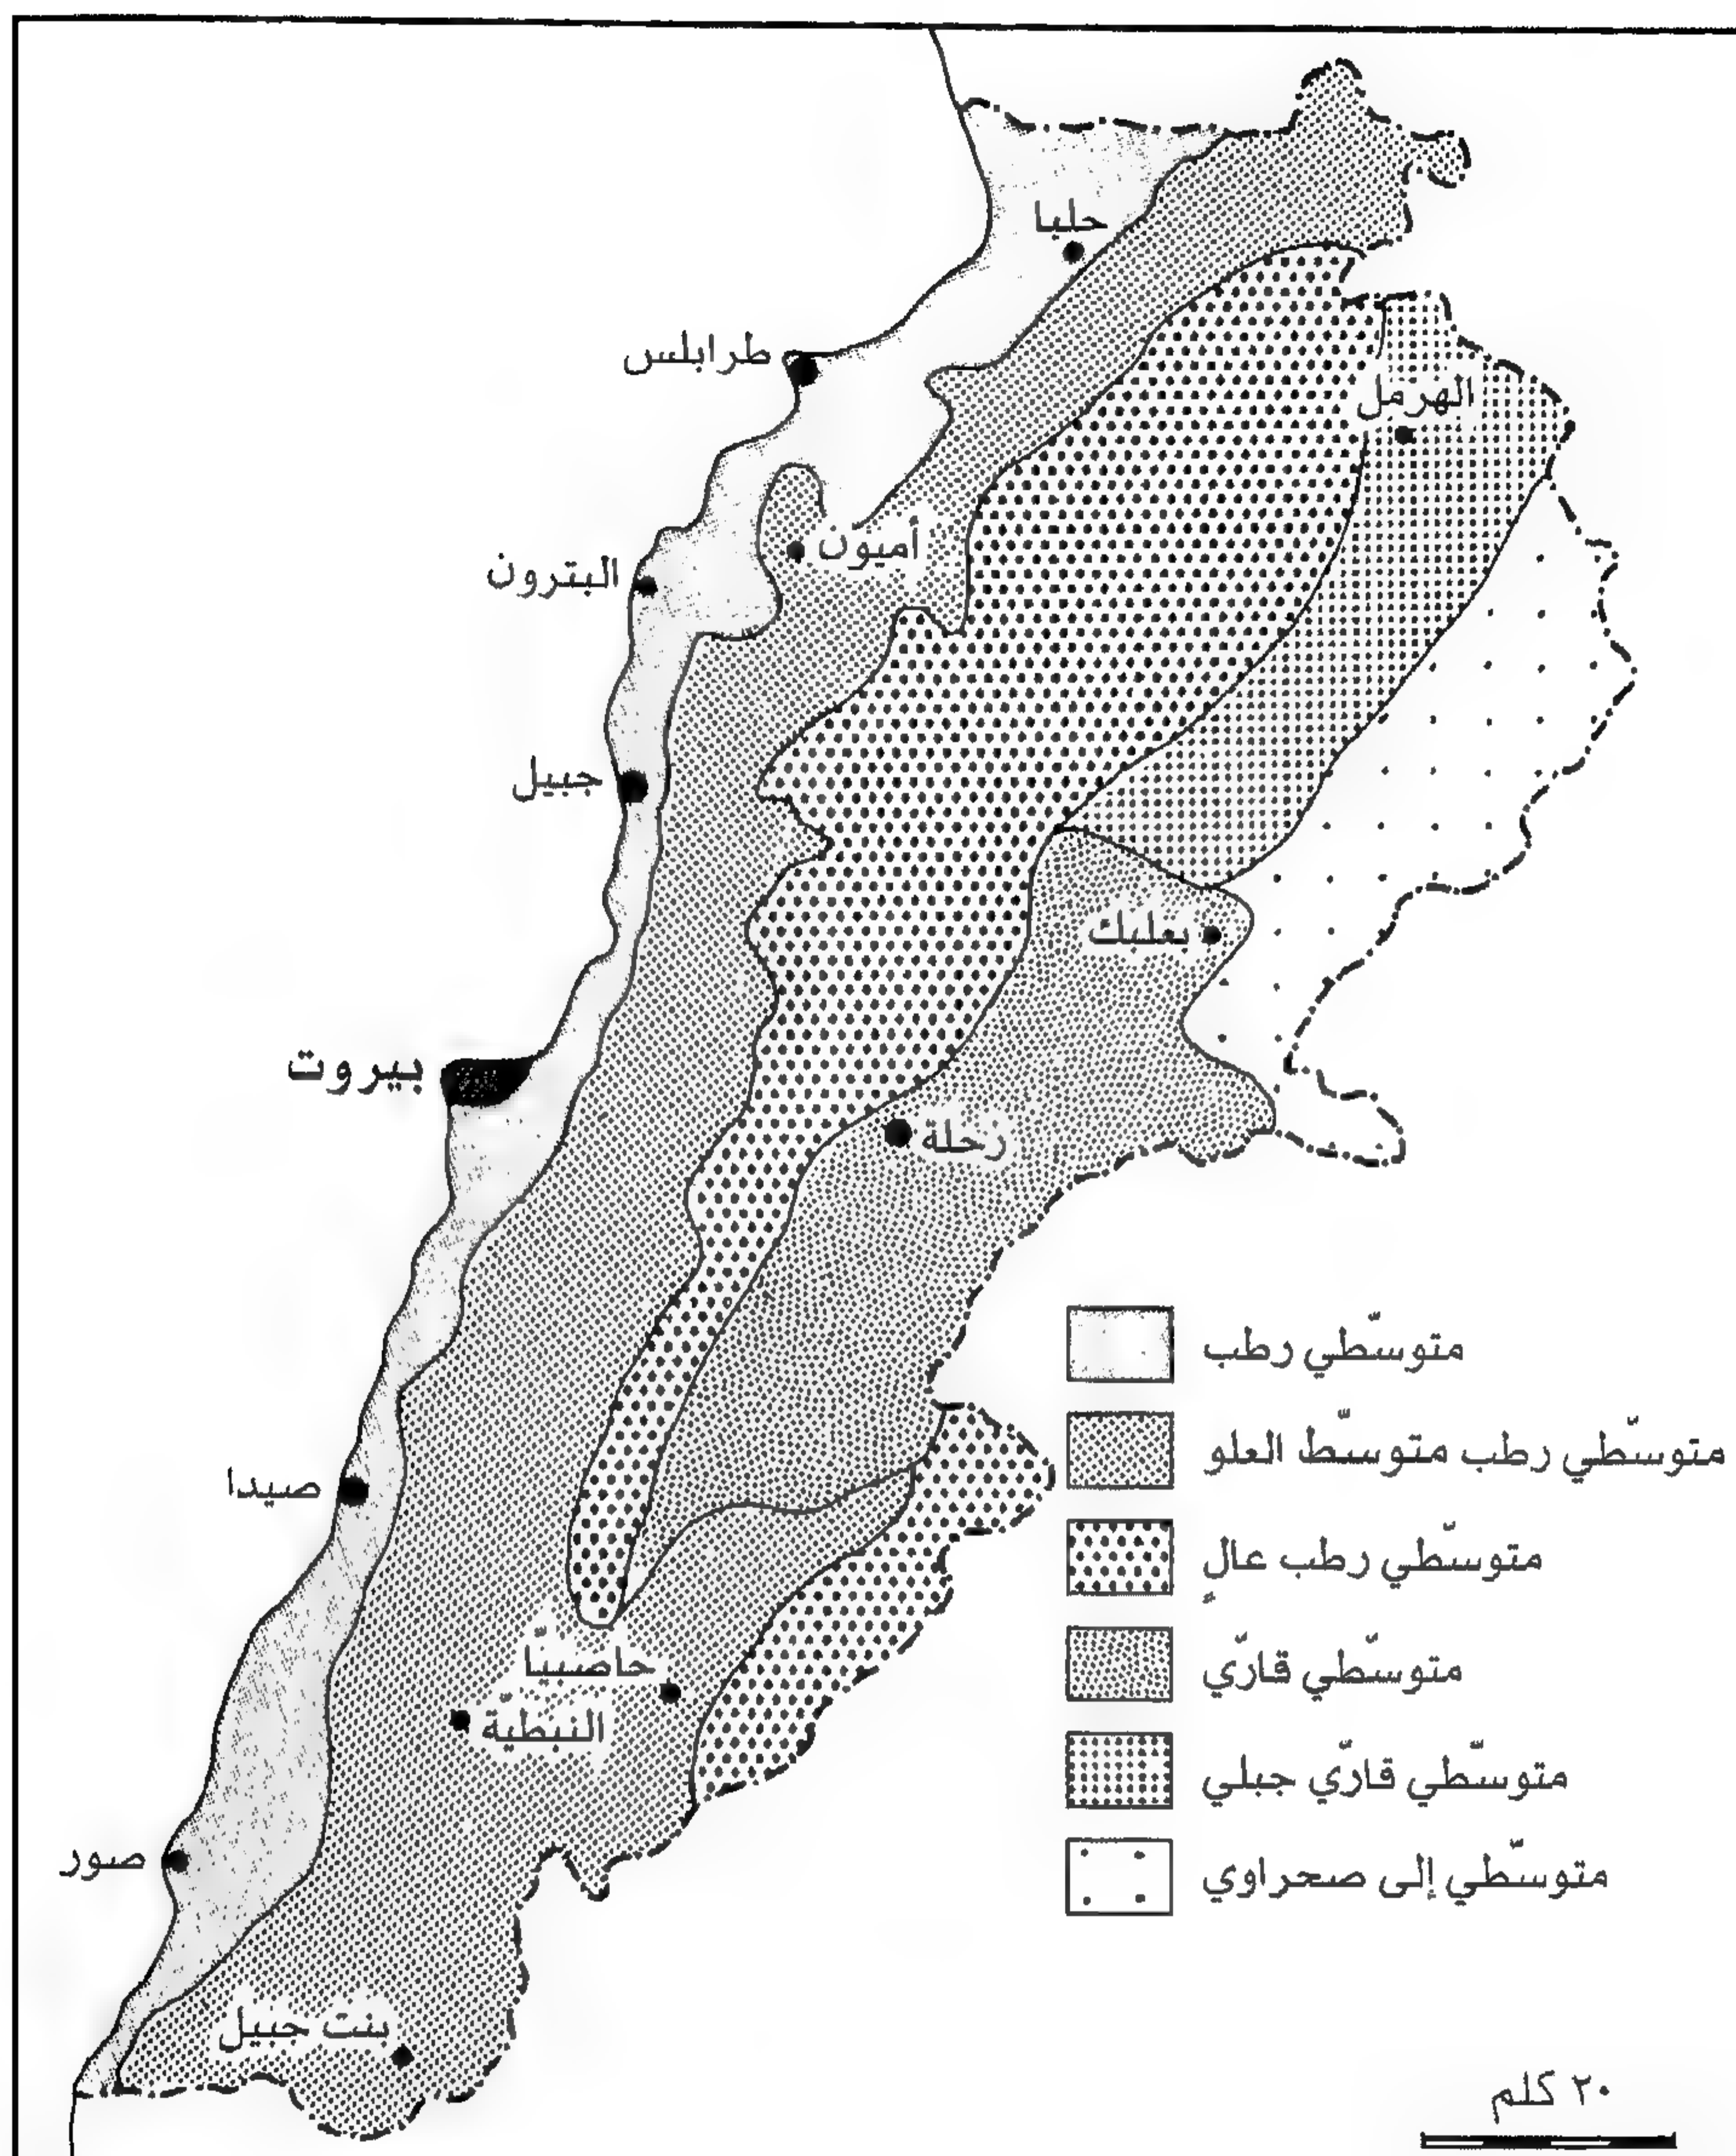 حلبا
طرابلس
الهرمل
أميون
البترون
جبيل
بعلبك
بيروت
زحلة
متوسّطي رطب
متوسّطي رطب متوسّط العلو
صيدا
متوسّطي رطب عالٍ
حاصبيّا
متوسّطي قارّي
النبطيّة
متوسّطي قارّي جبلي
صور
متوسّطي إلى صحراوي
بنت جبيل
٢٠ كلم